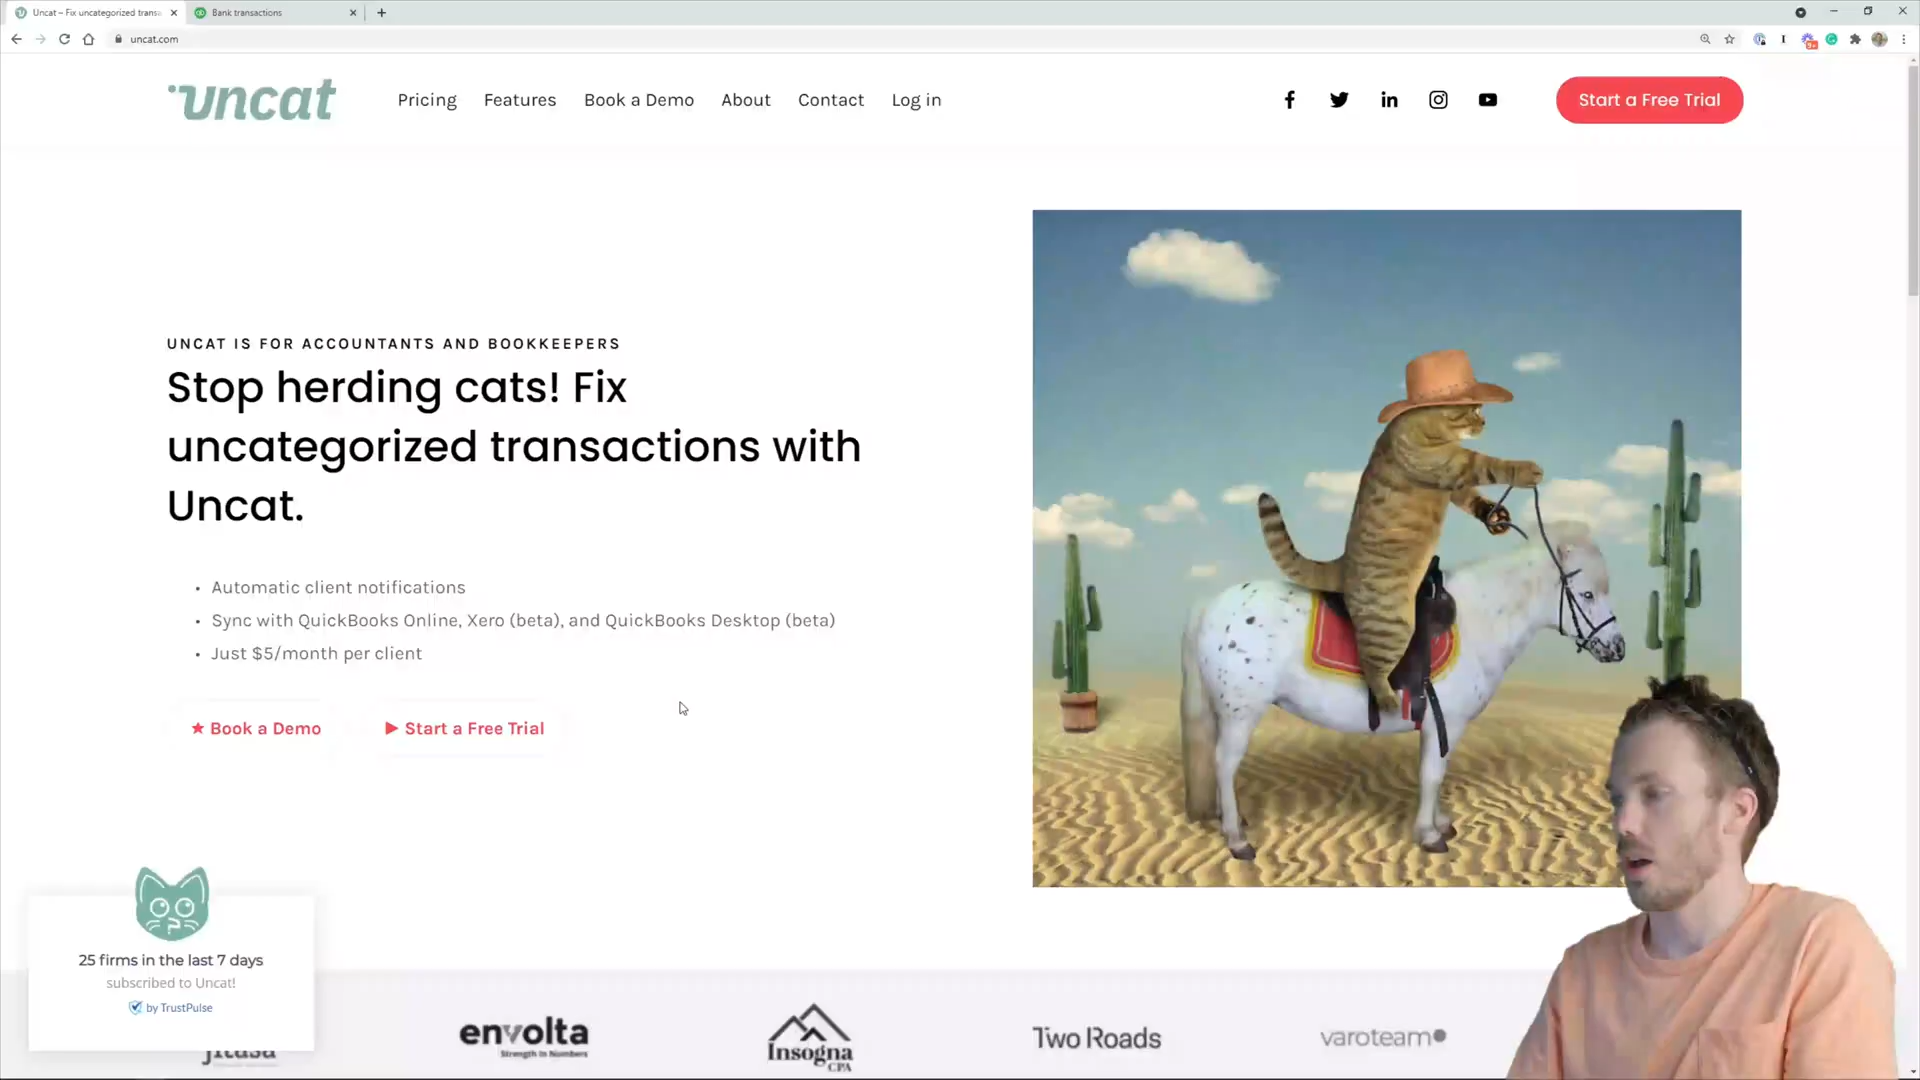 Uncat – Fix uncategorized transa
Bank transactions
uncat.com
uncat
Pricing
Features
Book a Demo
About
Contact
Log in
Start a Free Trial
UNCAT IS FOR ACCOUNTANTS AND BOOKKEEPERS
Stop herding cats! Fix
uncategorized transactions with
Uncat.
• Automatic client notifications
• Sync with QuickBooks Online, Xero (beta), and QuickBooks Desktop (beta)
• Just $5/month per client
Book a Demo
Start a Free Trial
25 firms in the last 7 days
subscribed to Uncat!
by TrustPulse
jitasa
envolta
Strength In Numbers
Insogna
CPA
Two Roads
varoteam